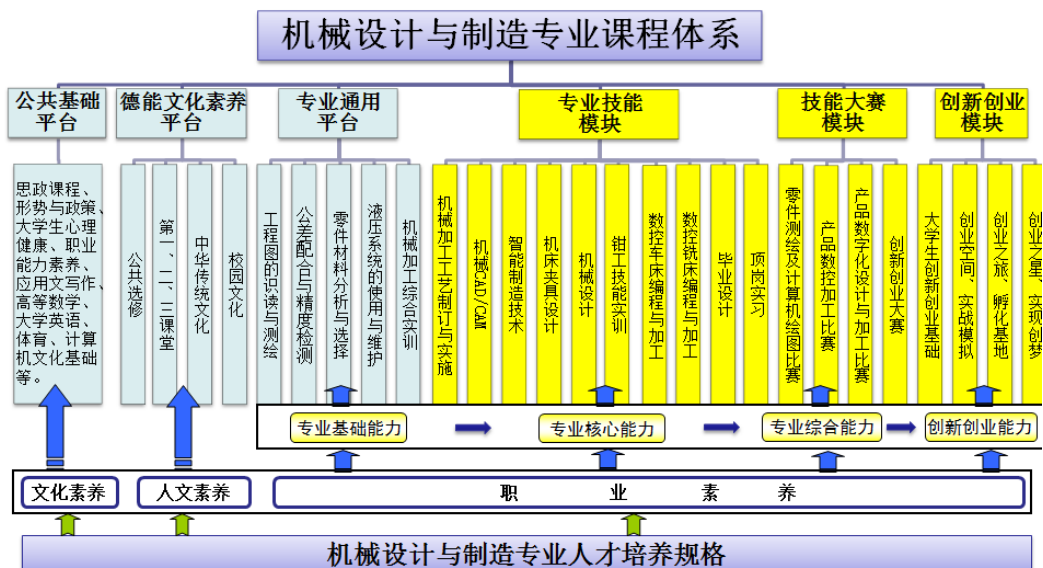 机械设计与制造专业课程体系
公共基础
平台
德能文化素养
平台
专业通用
平台
专业技能
模块
技能大赛
模块
创新创业
模块
思政课程、
形势与政策、
大学生心理
健康、职业
能力素养、
应用文写作、
高等数学、
大学英语、
体育、计算
机文化基础
等。
公共选修
第一、二、三课堂
中华传统文化
校园文化
工程图的识读与测绘
公差配合与精度检测
零件材料分析与选择
液压系统的使用与维护
机械加工综合实训
机械加工工艺制订与实施
机械CAD/CAM
智能制造技术
机床夹具设计
机械设计
钳工技能实训
数控车床编程与加工
数控铣床编程与加工
毕业设计
顶岗实习
零件测绘及计算机绘图比赛
产品数控加工比赛
产品数字化设计与加工比赛
创新创业大赛
大学生创新创业基础
创业空间、实战模拟
创业之旅、孵化基地
创业之星、实现创梦
专业基础能力
专业核心能力
专业综合能力
创新创业能力
文化素养
人文素养
职业素养
机械设计与制造专业人才培养规格